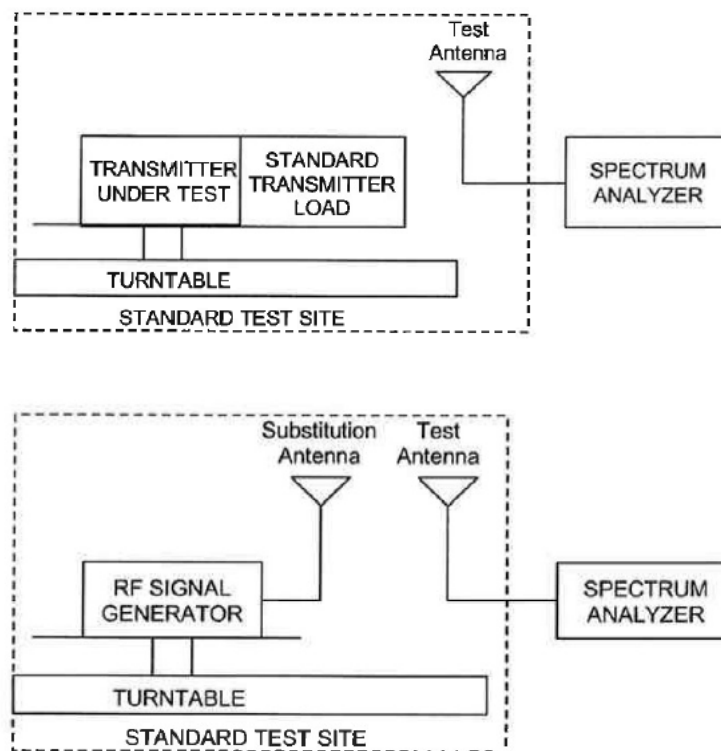 Test
Antenna
TRANSMITTER
UNDER TEST
STANDARD
TRANSMITTER
LOAD
SPECTRUM
ANALYZER
TURNTABLE
STANDARD TEST SITE
Substitution
Antenna
Test
Antenna
RF SIGNAL
GENERATOR
SPECTRUM
ANALYZER
TURNTABLE
STANDARD TEST SITE